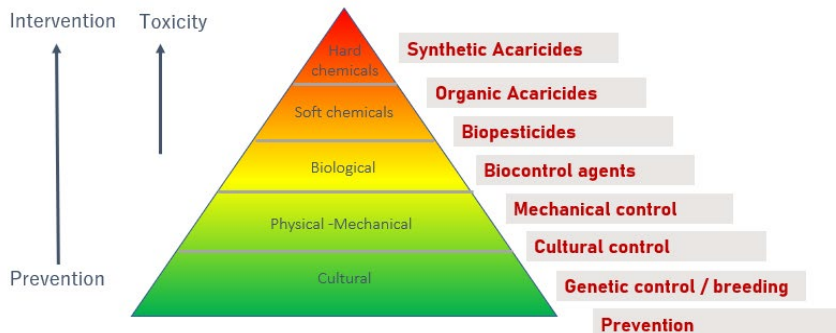 Intervention
Toxicity
Hard
chemicals
Synthetic Acaricides
Organic Acaricides
Soft chemicals
Biopesticides
Biological
Biocontrol agents
Mechanical control
Physical -Mechanical
Cultural control
Prevention
Cultural
Genetic control / breeding
Prevention